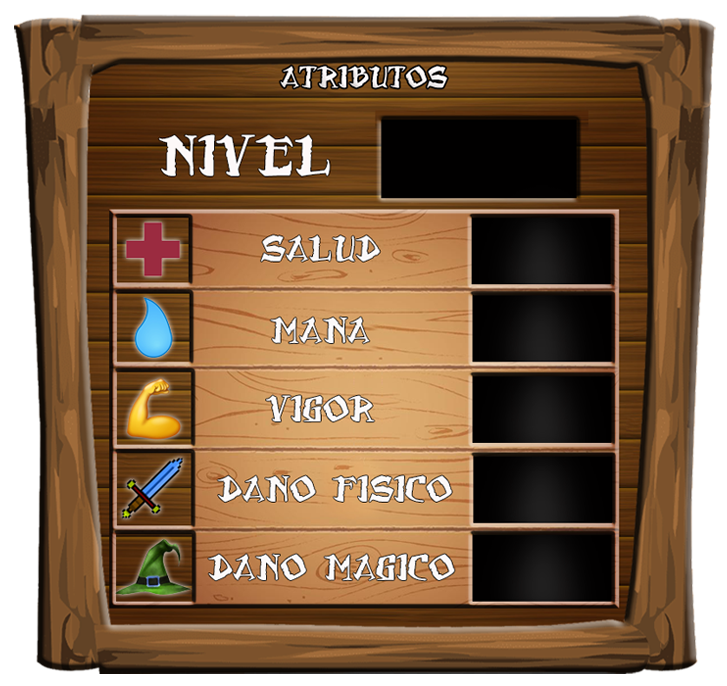 ATRIBUTOS
NIVEL
SALUD
MANA
VIGOR
DANO FISICO
DANO MAGICO